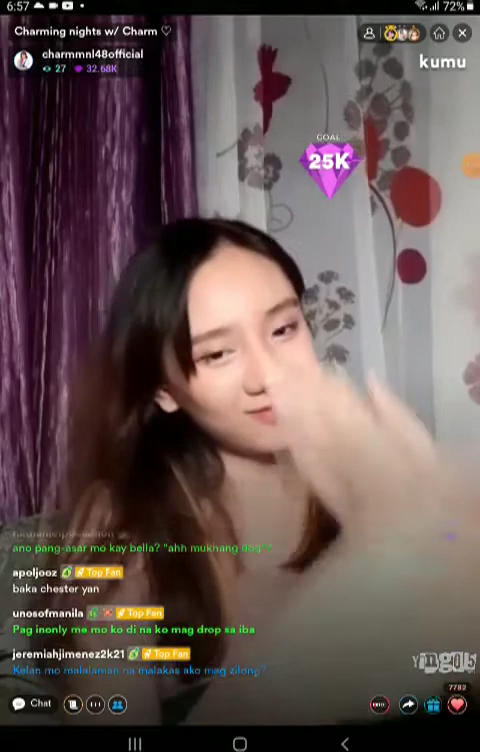 6:57
72%
Charming nights w/ Charm ♡
charmmnl48official
27 32.68K
kumu
GOAL
25K
ano pang-asar mo kay bella? "ahh mukhang dog"
apoljooz Top Fan
baka chester yan
unosofmanila Top Fan
Pag inonly me mo ko di na ko mag drop sa iba
jeremiahjimenez2k21 Top Fan
Kelan mo malalaman na malakas ako mag zilong?
7782
Chat